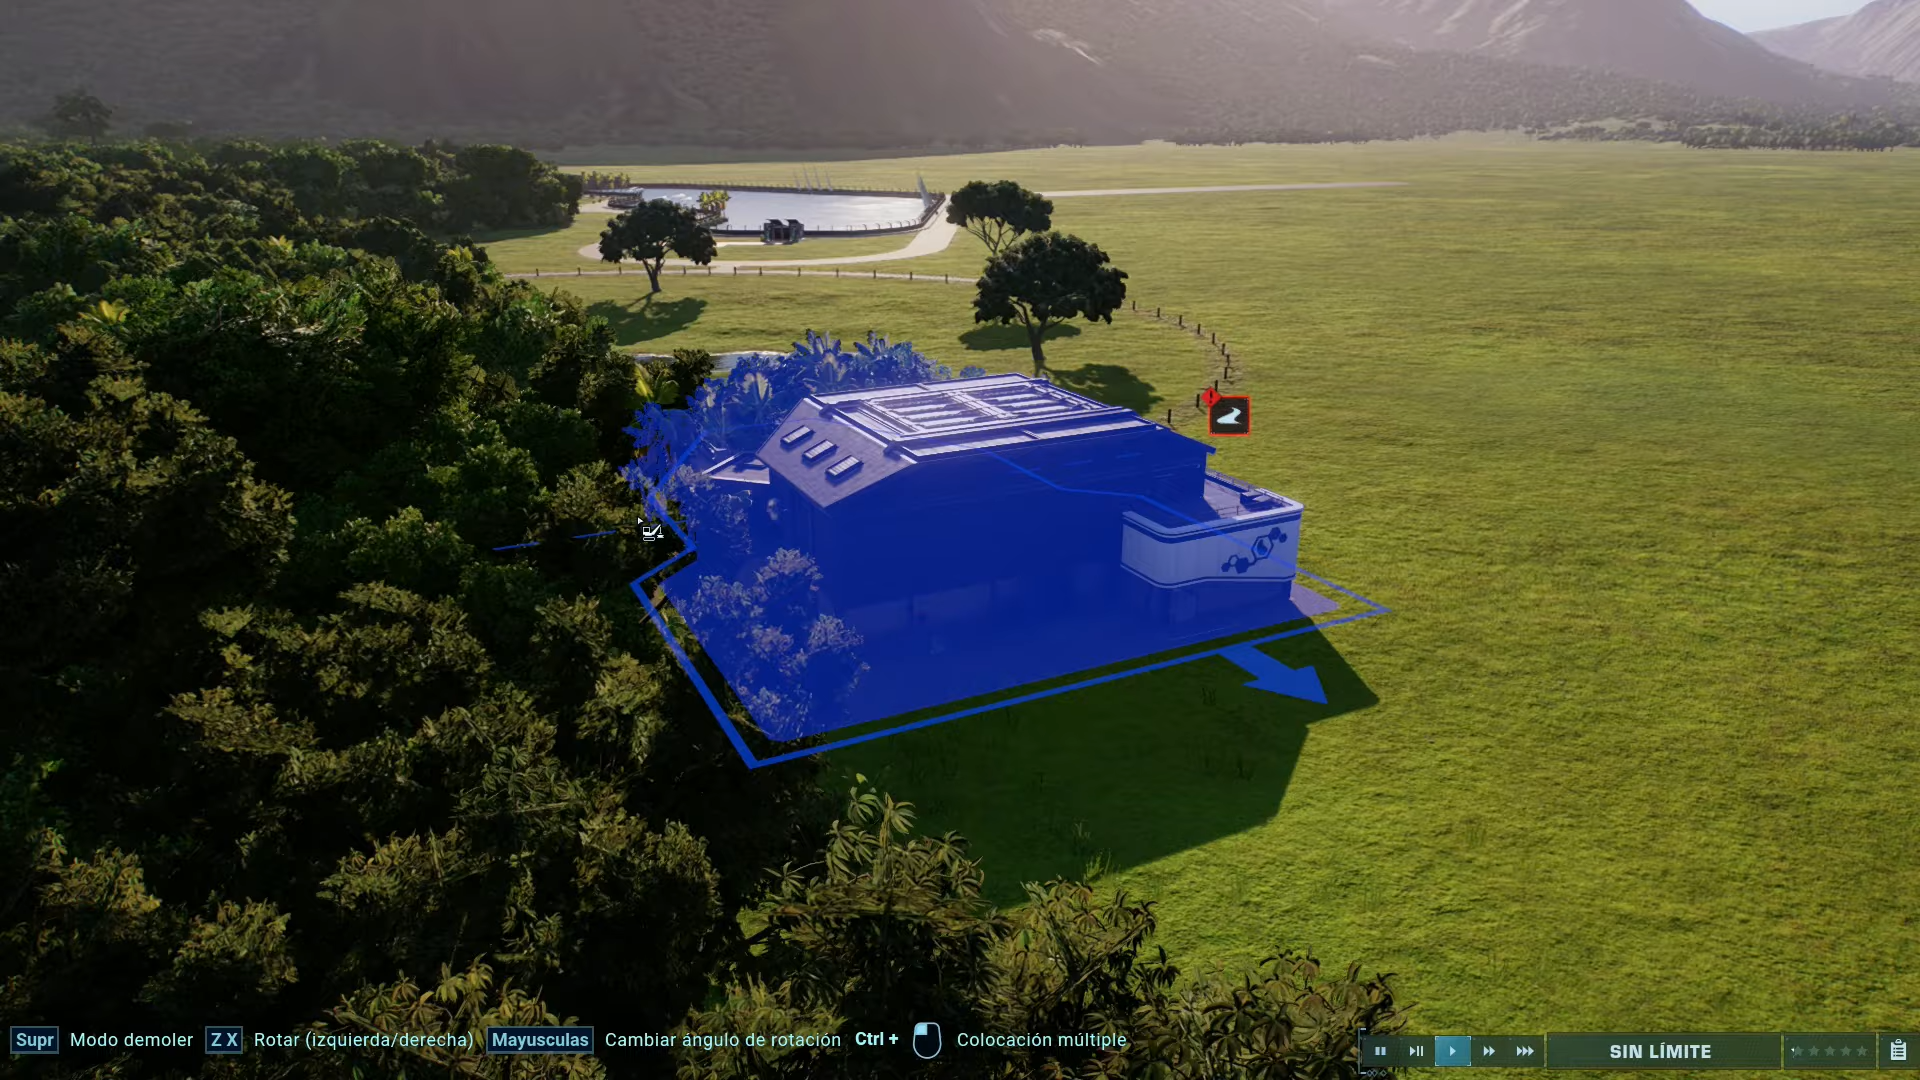 Supr Modo demoler Z X Rotar (izquierda/derecha) Mayusculas Cambiar ángulo de rotación Ctrl + Colocación múltiple
SIN LÍMITE